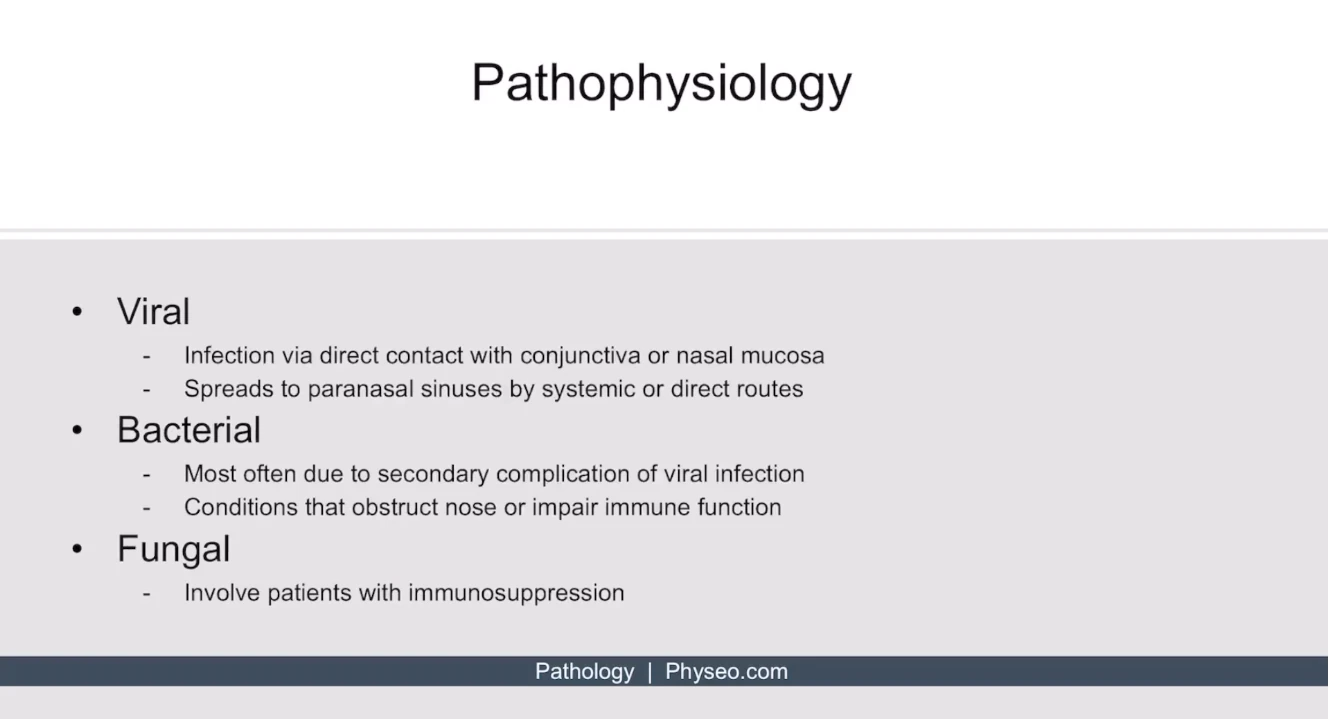 Pathophysiology
• Viral
- Infection via direct contact with conjunctiva or nasal mucosa
- Spreads to paranasal sinuses by systemic or direct routes
• Bacterial
- Most often due to secondary complication of viral infection
- Conditions that obstruct nose or impair immune function
• Fungal
- Involve patients with immunosuppression
Pathology | Physeo.com